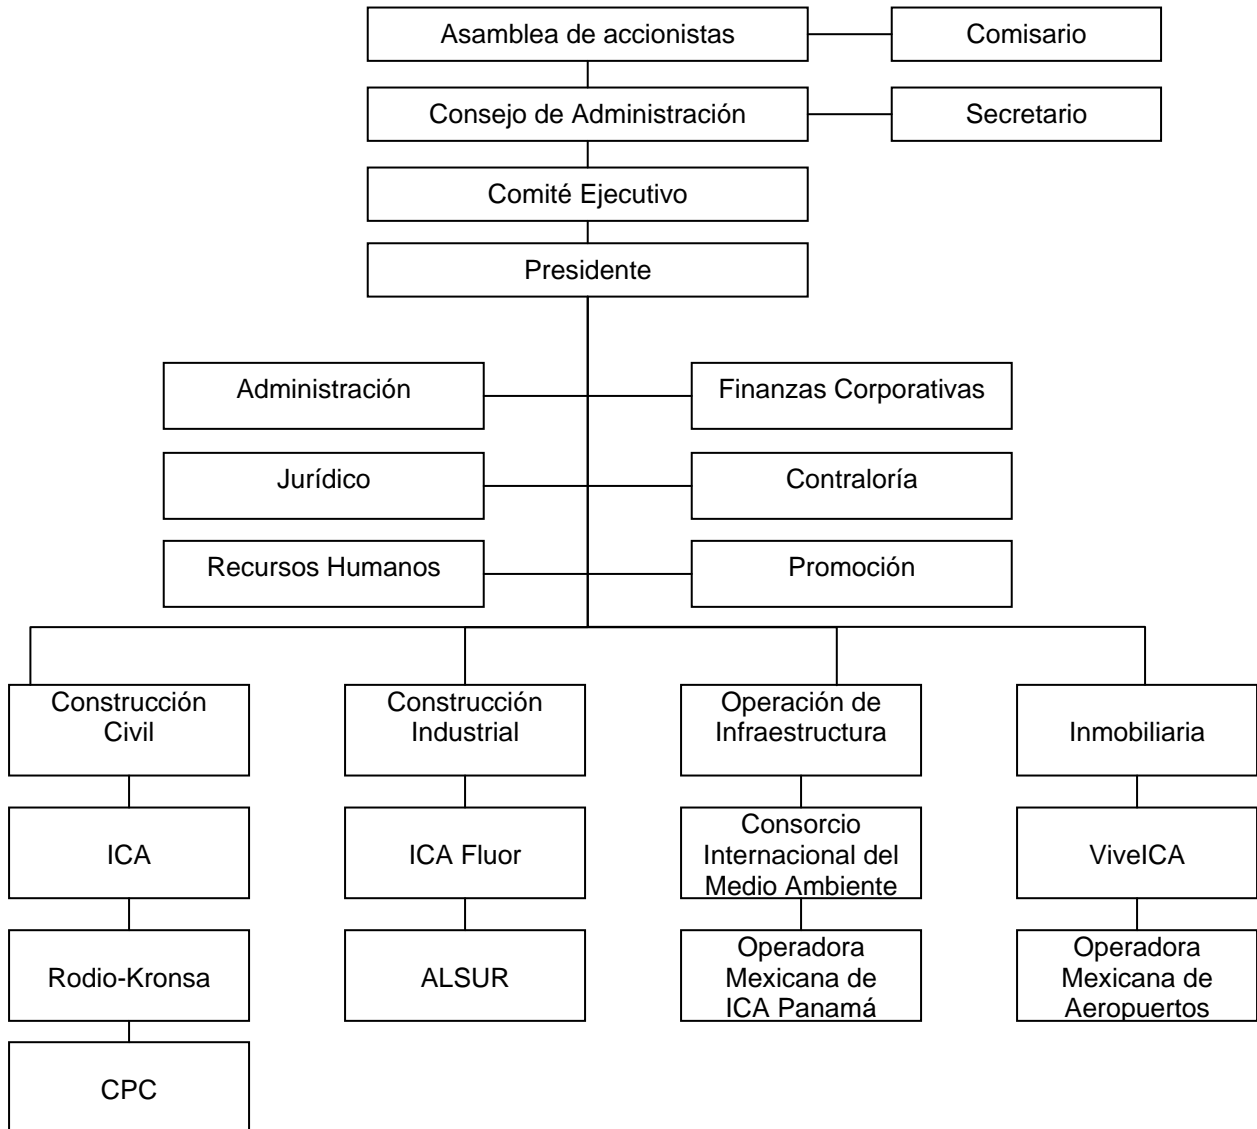 Asamblea de accionistas
Comisario
Consejo de Administración
Secretario
Comité Ejecutivo
Presidente
Administración
Finanzas Corporativas
Jurídico
Contraloría
Recursos Humanos
Promoción
Construcción
Civil
Construcción
Industrial
Operación de
Infraestructura
Inmobiliaria
ICA
ICA Fluor
Consorcio
Internacional del
Medio Ambiente
ViveICA
Rodio-Kronsa
ALSUR
Operadora
Mexicana de
ICA Panamá
Operadora
Mexicana de
Aeropuertos
CPC